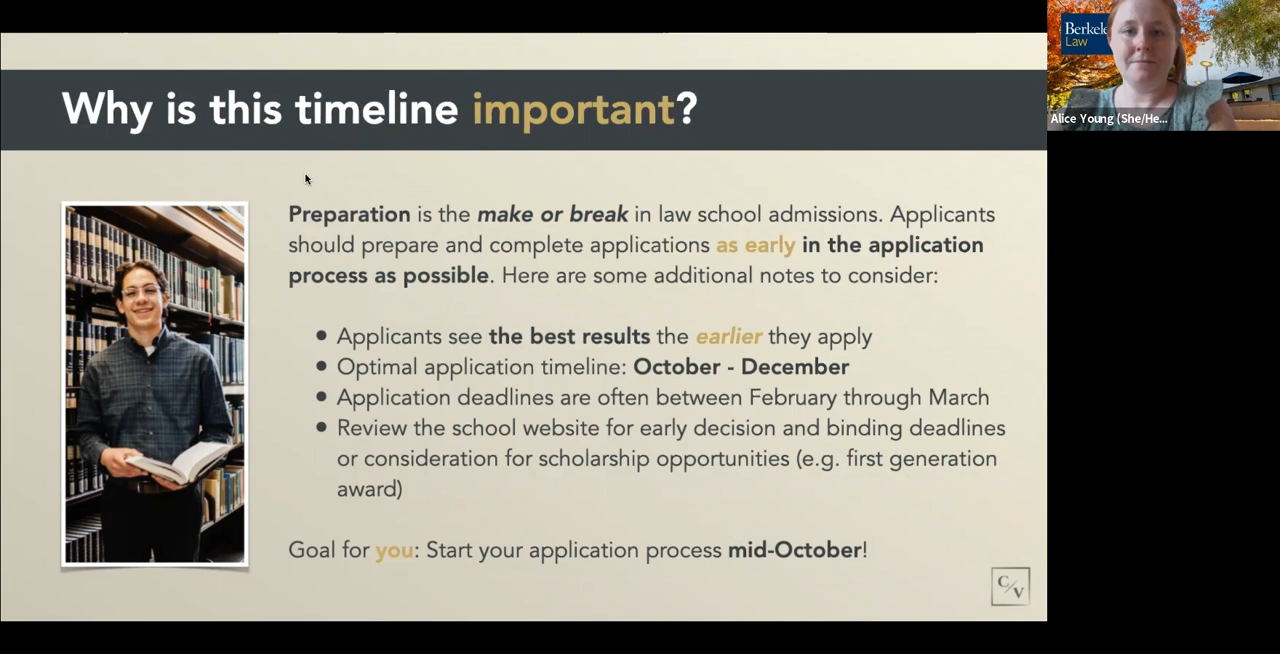 Why is this timeline important?
Preparation is the make or break in law school admissions. Applicants
should prepare and complete applications as early in the application
process as possible. Here are some additional notes to consider:
● Applicants see the best results the earlier they apply
● Optimal application timeline: October - December
● Application deadlines are often between February through March
● Review the school website for early decision and binding deadlines
or consideration for scholarship opportunities (e.g. first generation
award)
Goal for you: Start your application process mid-October!
C/V
Berkele
Law
Alice Young (She/He...